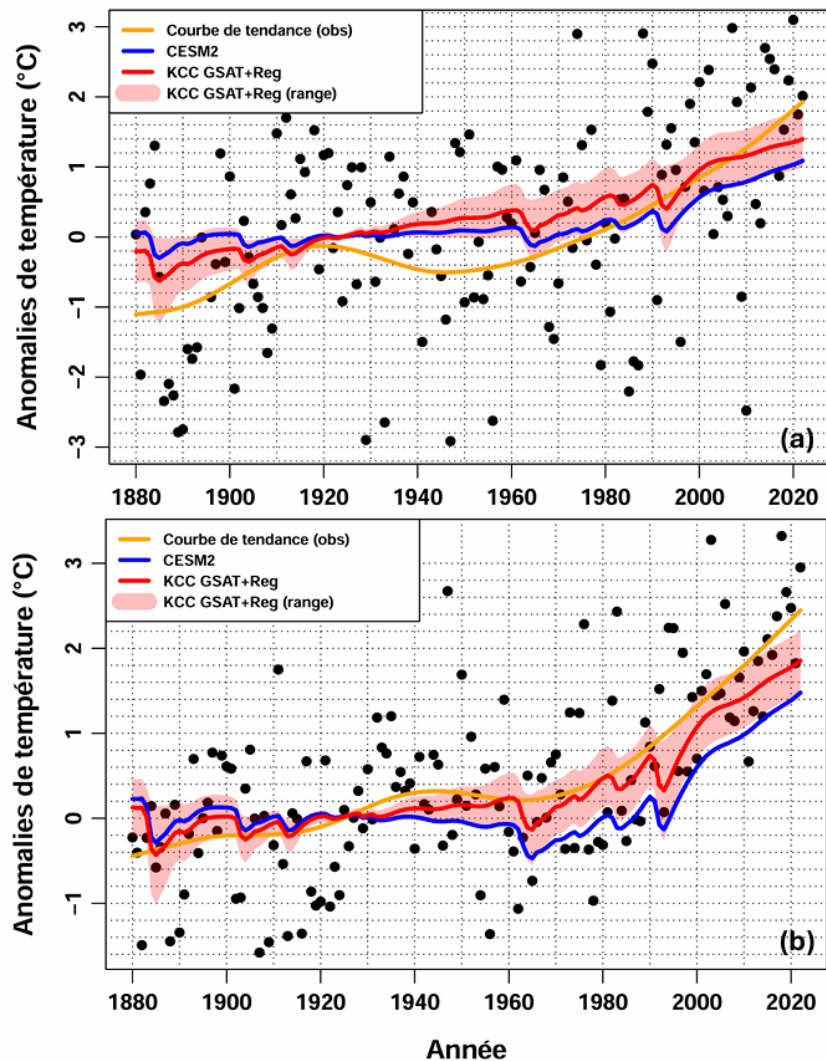 Courbe de tendance (obs)
CESM2
KCC GSAT+Reg
KCC GSAT+Reg (range)
Anomalies de température (°C)
3
2
1
0
−1
−2
−3
(a)
1880 1900 1920 1940 1960 1980 2000 2020
Courbe de tendance (obs)
CESM2
KCC GSAT+Reg
KCC GSAT+Reg (range)
Anomalies de température (°C)
3
2
1
0
−1
(b)
1880 1900 1920 1940 1960 1980 2000 2020
Année